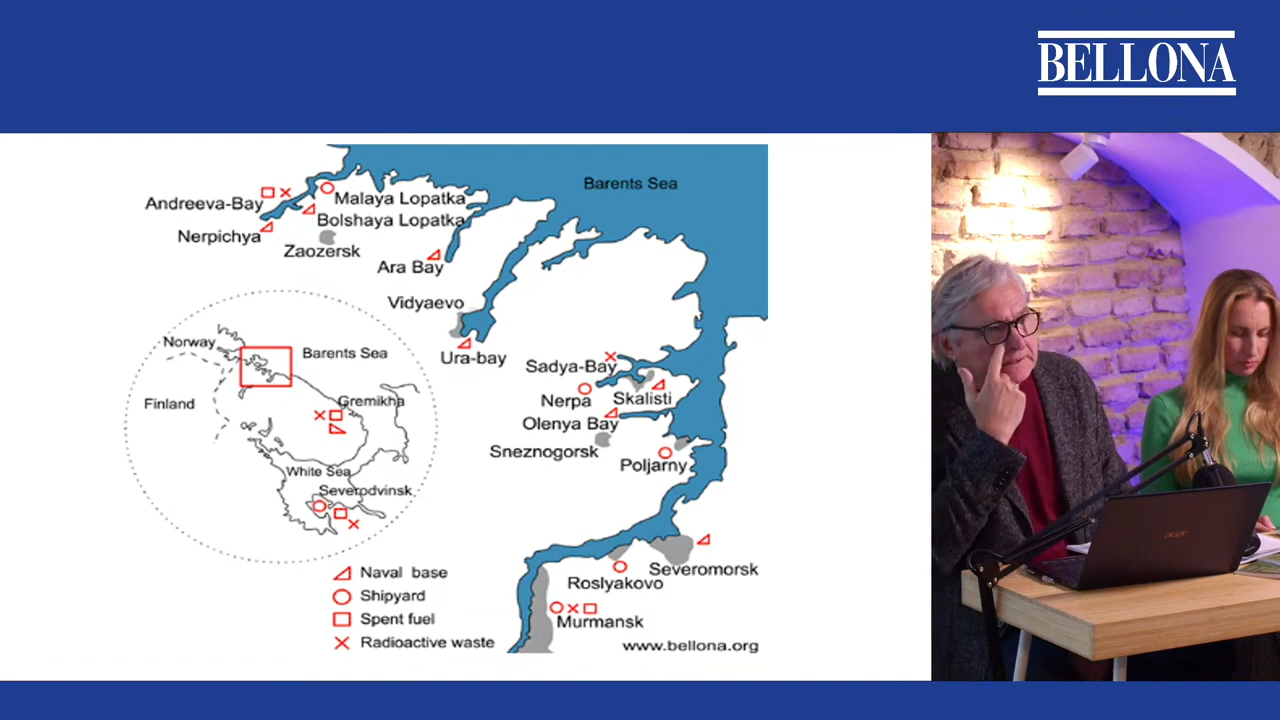 BELLONA
Barents Sea
Malaya Lopatka
Andreeva-Bay
Bolshaya Lopatka
Nerpichya
Zaozersk
Ara Bay
Vidyaevo
Ura-bay
Norway
Barents Sea
Sadya-Bay
Finland
Gremikha
Nerpa
Skalisti
Olenya Bay
Sneznogorsk
Poljarny
White Sea
Severodvinsk
Naval base
Shipyard
Spent fuel
Radioactive waste
Severomorsk
Roslyakovo
Murmansk
www.bellona.org
acer